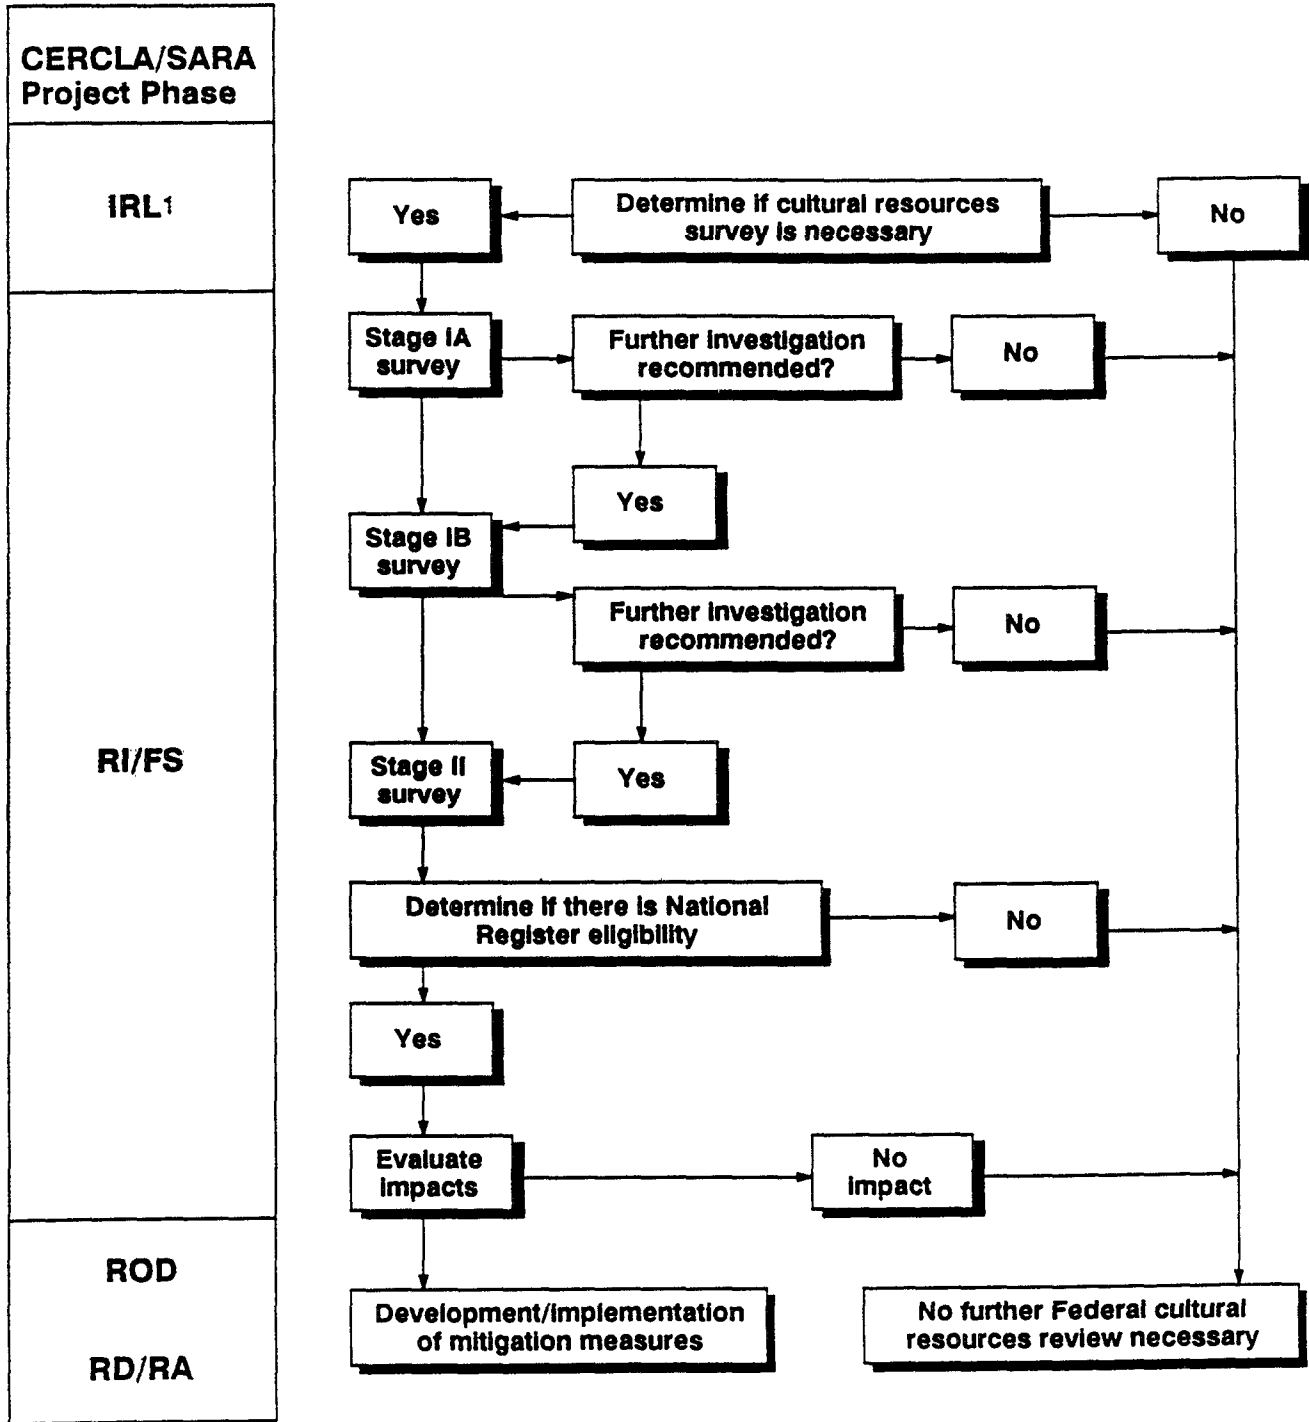 CERCLA/SARA
Project Phase
IRL1
Yes
Determine if cultural resources
survey is necessary
No
Stage IA
survey
Further investigation
recommended?
No
Yes
Stage IB
survey
Further investigation
recommended?
No
RI/FS
Stage II
survey
Yes
Determine if there is National
Register eligibility
No
Yes
Evaluate
impacts
No
impact
ROD
Development/implementation
of mitigation measures
No further Federal cultural
resources review necessary
RD/RA